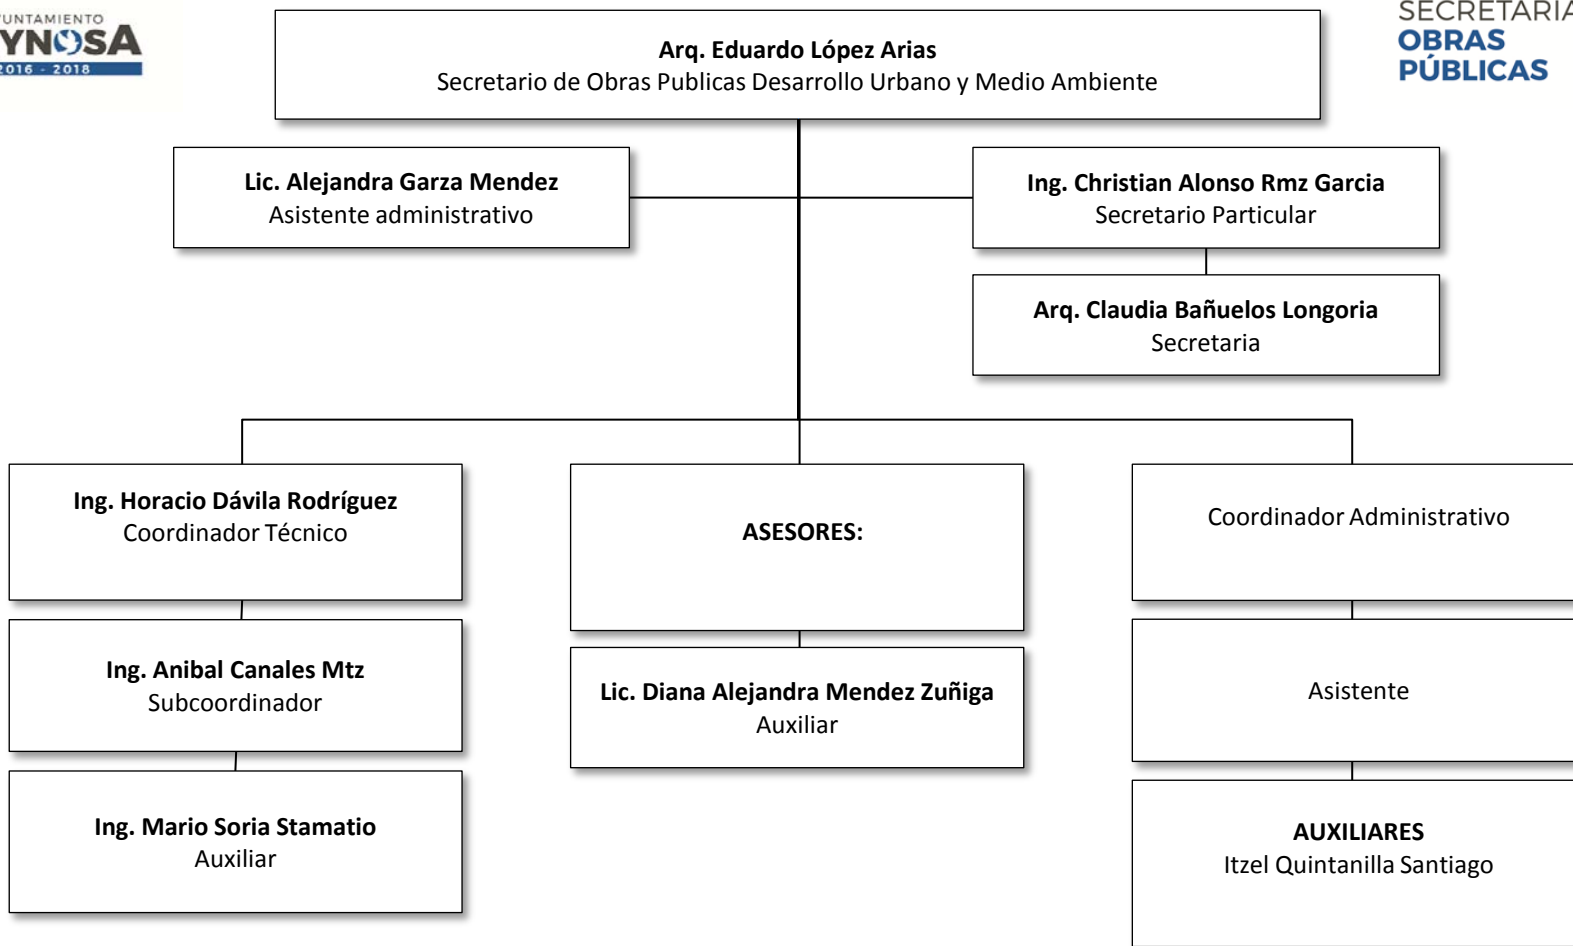 YUNTAMIENTO
YNOSA
2016 - 2018
SECRETARIA
OBRAS
PÚBLICAS
Arq. Eduardo López Arias
Secretario de Obras Publicas Desarrollo Urbano y Medio Ambiente
Lic. Alejandra Garza Mendez
Asistente administrativo
Ing. Christian Alonso Rmz Garcia
Secretario Particular
Arq. Claudia Bañuelos Longoria
Secretaria
Ing. Horacio Dávila Rodríguez
Coordinador Técnico
ASESORES:
Coordinador Administrativo
Ing. Anibal Canales Mtz
Subcoordinador
Lic. Diana Alejandra Mendez Zuñiga
Auxiliar
Asistente
Ing. Mario Soria Stamatio
Auxiliar
AUXILIARES
Itzel Quintanilla Santiago